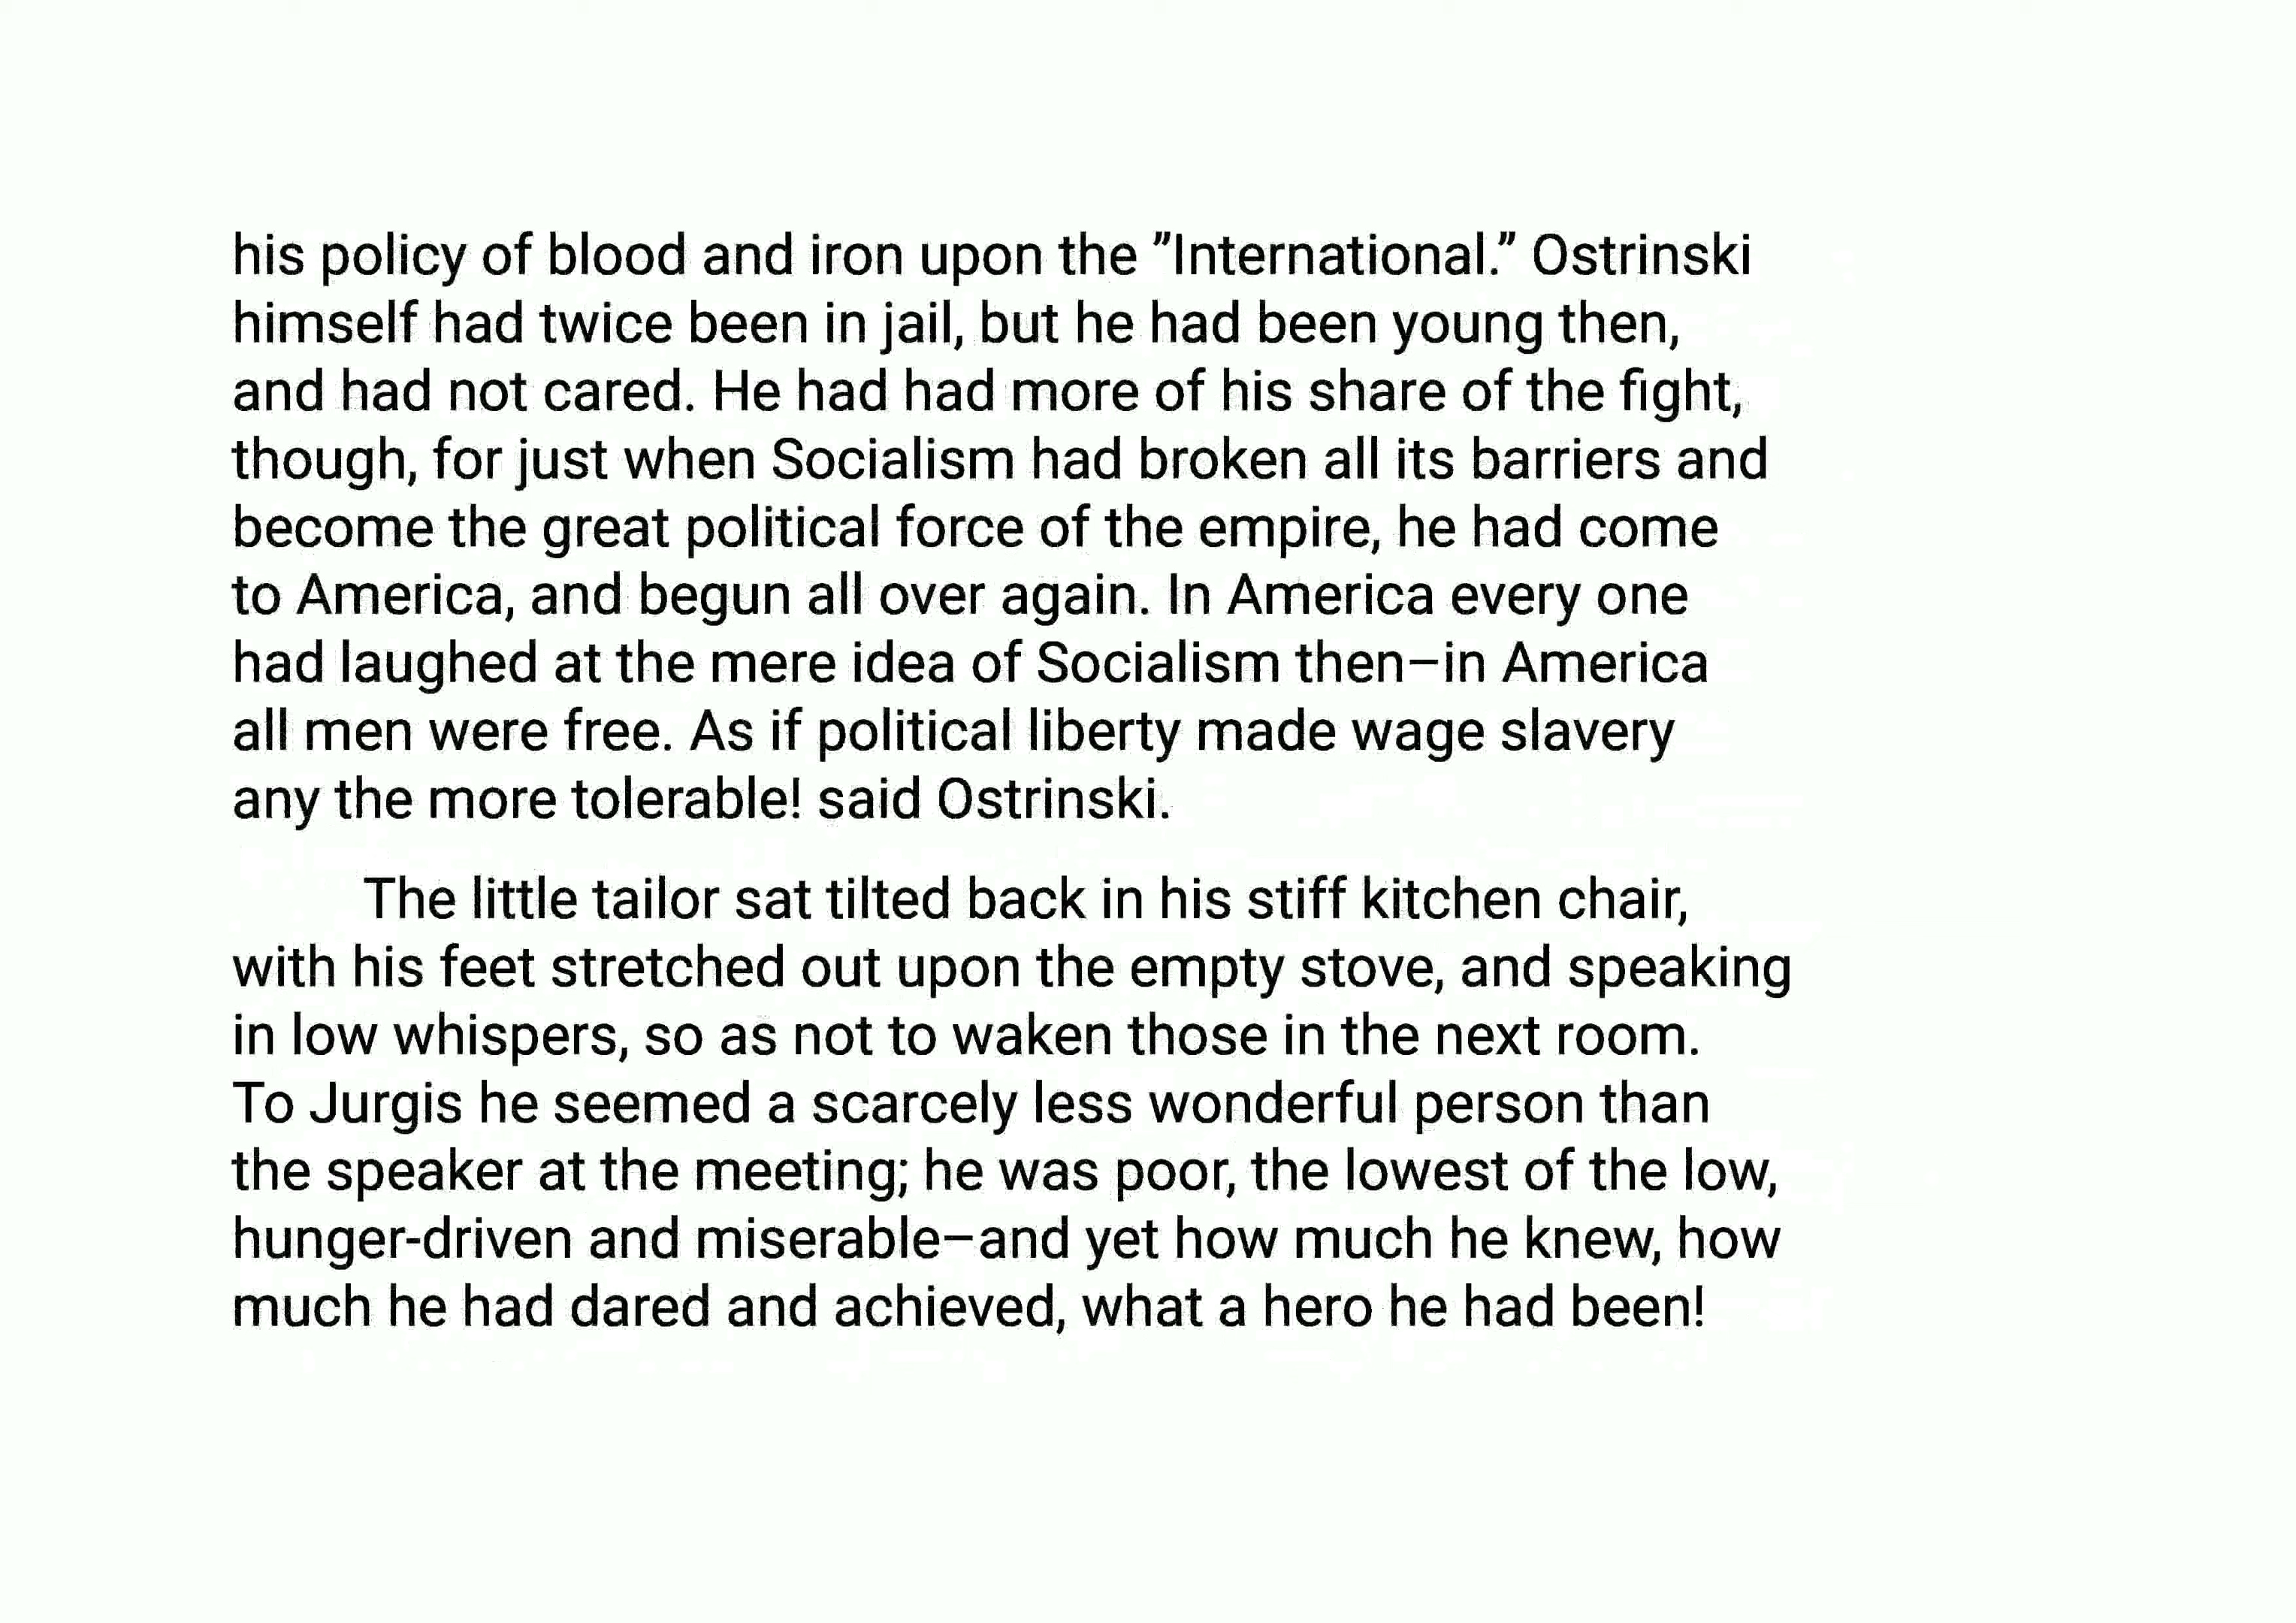 his policy of blood and iron upon the ”International.” Ostrinski
himself had twice been in jail, but he had been young then,
and had not cared. He had had more of his share of the fight,
though, for just when Socialism had broken all its barriers and
become the great political force of the empire, he had come
to America, and begun all over again. In America every one
had laughed at the mere idea of Socialism then–in America
all men were free. As if political liberty made wage slavery
any the more tolerable! said Ostrinski.
The little tailor sat tilted back in his stiff kitchen chair,
with his feet stretched out upon the empty stove, and speaking
in low whispers, so as not to waken those in the next room.
To Jurgis he seemed a scarcely less wonderful person than
the speaker at the meeting; he was poor, the lowest of the low,
hunger-driven and miserable–and yet how much he knew, how
much he had dared and achieved, what a hero he had been!